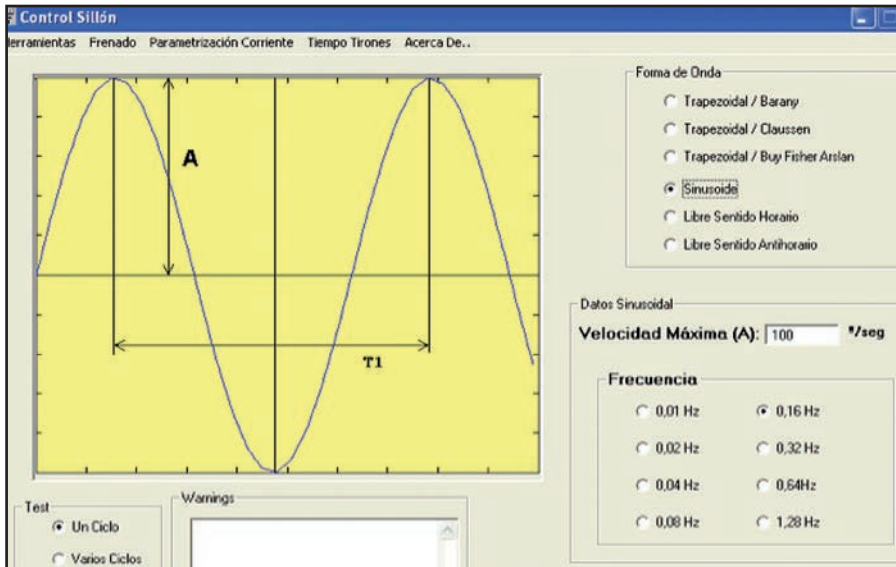 Control Sillón
Herramientas Frenado Parametrización Corriente Tiempo Tirones Acerca De..
A
T1
Forma de Onda
Trapezoidal / Barany
Trapezoidal / Claussen
Trapezoidal / Buy Fisher Arslan
Sinusoide
Libre Sentido Horario
Libre Sentido Antihorario
Datos Sinusoidal
Velocidad Máxima (A): 100 º/seg
Frecuencia
0,01 Hz 0,16 Hz
0,02 Hz 0,32 Hz
0,04 Hz 0,64Hz
0,08 Hz 1,28 Hz
Test
Un Ciclo
Varios Ciclos
Warnings